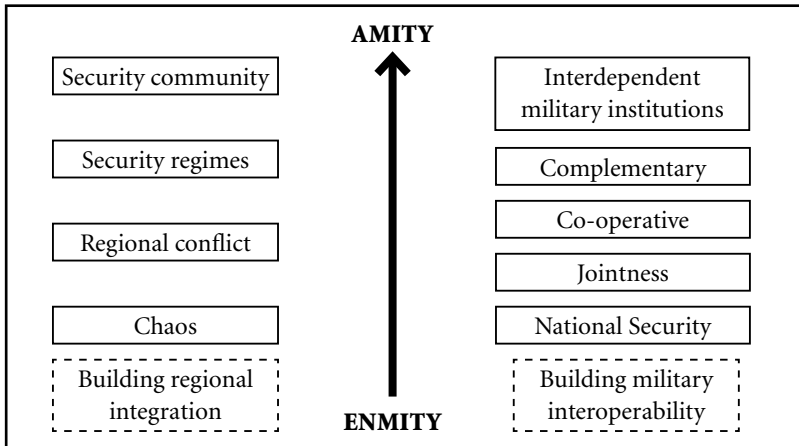 AMITY
Security community
Interdependent
military institutions
Security regimes
Complementary
Co-operative
Regional conflict
Jointness
Chaos
National Security
Building regional
integration
Building military
interoperability
ENMITY